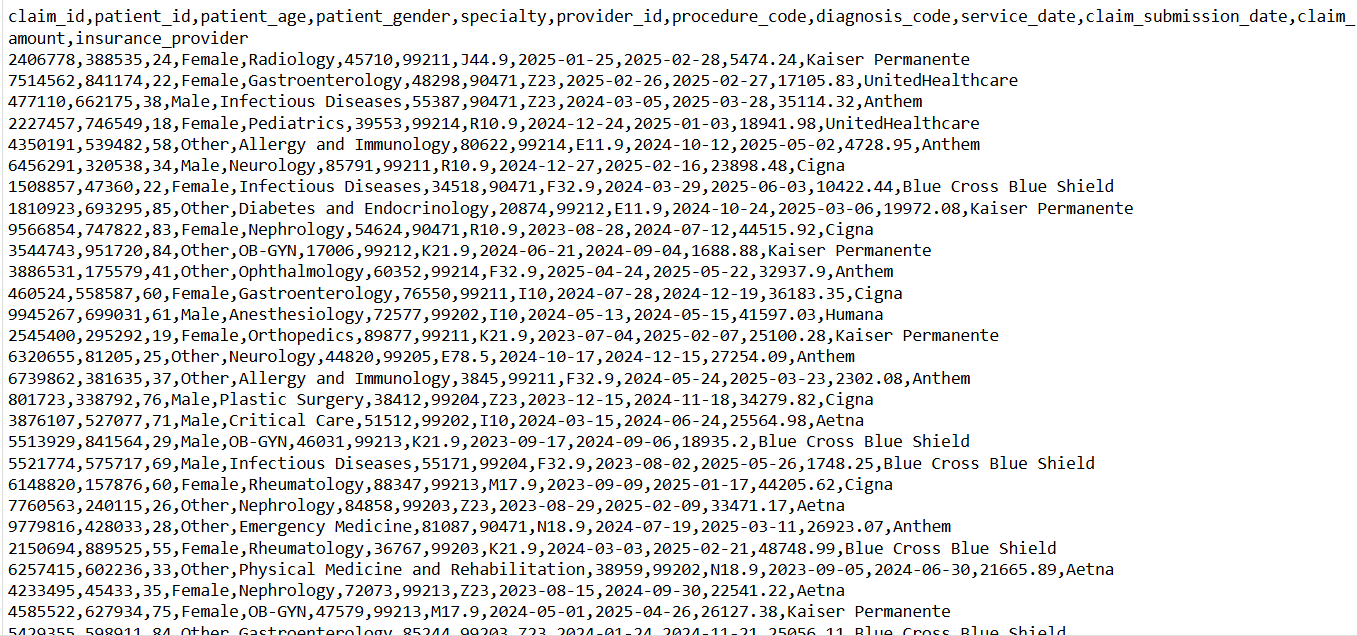 claim_id,patient_id,patient_age,patient_gender,specialty,provider_id,procedure_code,diagnosis_code,service_date,claim_submission_date,claim_
amount,insurance_provider
2406778,388535,24,Female,Radiology,45710,99211,J44.9,2025-01-25,2025-02-28,5474.24,Kaiser Permanente
7514562,841174,22,Female,Gastroenterology,48298,90471,Z23,2025-02-26,2025-02-27,17105.83,UnitedHealthcare
477110,662175,38,Male,Infectious Diseases,55387,90471,Z23,2024-03-05,2025-03-28,35114.32,Anthem
2227457,746549,18,Female,Pediatrics,39553,99214,R10.9,2024-12-24,2025-01-03,18941.98,UnitedHealthcare
4350191,539482,58,Other,Allergy and Immunology,80622,99214,E11.9,2024-10-12,2025-05-02,4728.95,Anthem
6456291,320538,34,Male,Neurology,85791,99211,R10.9,2024-12-27,2025-02-16,23898.48,Cigna
1508857,47360,22,Female,Infectious Diseases,34518,90471,F32.9,2024-03-29,2025-06-03,10422.44,Blue Cross Blue Shield
1810923,693295,85,Other,Diabetes and Endocrinology,20874,99212,E11.9,2024-10-24,2025-03-06,19972.08,Kaiser Permanente
9566854,747822,83,Female,Nephrology,54624,90471,R10.9,2023-08-28,2024-07-12,44515.92,Cigna
3544743,951720,84,Other,OB-GYN,17006,99212,K21.9,2024-06-21,2024-09-04,1688.88,Kaiser Permanente
3886531,175579,41,Other,Ophthalmology,60352,99214,F32.9,2025-04-24,2025-05-22,32937.9,Anthem
460524,558587,60,Female,Gastroenterology,76550,99211,I10,2024-07-28,2024-12-19,36183.35,Cigna
9945267,699031,61,Male,Anesthesiology,72577,99202,I10,2024-05-13,2024-05-15,41597.03,Humana
2545400,295292,19,Female,Orthopedics,89877,99211,K21.9,2023-07-04,2025-02-07,25100.28,Kaiser Permanente
6320655,81205,25,Other,Neurology,44820,99205,E78.5,2024-10-17,2024-12-15,27254.09,Anthem
6739862,381635,37,Other,Allergy and Immunology,3845,99211,F32.9,2024-05-24,2025-03-23,2302.08,Anthem
801723,338792,76,Male,Plastic Surgery,38412,99204,Z23,2023-12-15,2024-11-18,34279.82,Cigna
3876107,527077,71,Male,Critical Care,51512,99202,I10,2024-03-15,2024-06-24,25564.98,Aetna
5513929,841564,29,Male,OB-GYN,46031,99213,K21.9,2023-09-17,2024-09-06,18935.2,Blue Cross Blue Shield
5521774,575717,69,Male,Infectious Diseases,55171,99204,F32.9,2023-08-02,2025-05-26,1748.25,Blue Cross Blue Shield
6148820,157876,60,Female,Rheumatology,88347,99213,M17.9,2023-09-09,2025-01-17,44205.62,Cigna
7760563,240115,26,Other,Nephrology,84858,99203,Z23,2023-08-29,2025-02-09,33471.17,Aetna
9779816,428033,28,Other,Emergency Medicine,81087,90471,N18.9,2024-07-19,2025-03-11,26923.07,Anthem
2150694,889525,55,Female,Rheumatology,36767,99203,K21.9,2024-03-03,2025-02-21,48748.99,Blue Cross Blue Shield
6257415,602236,33,Other,Physical Medicine and Rehabilitation,38959,99202,N18.9,2023-09-05,2024-06-30,21665.89,Aetna
4233495,45433,35,Female,Nephrology,72073,99213,Z23,2023-08-15,2024-09-30,22541.22,Aetna
4585522,627934,75,Female,OB-GYN,47579,99213,M17.9,2024-05-01,2025-04-26,26127.38,Kaiser Permanente
5429355,598911,84,Other,Gastroenterology,85244,99203,Z23,2024-01-24,2024-11-21,25056.11,Blue Cross Blue Shield